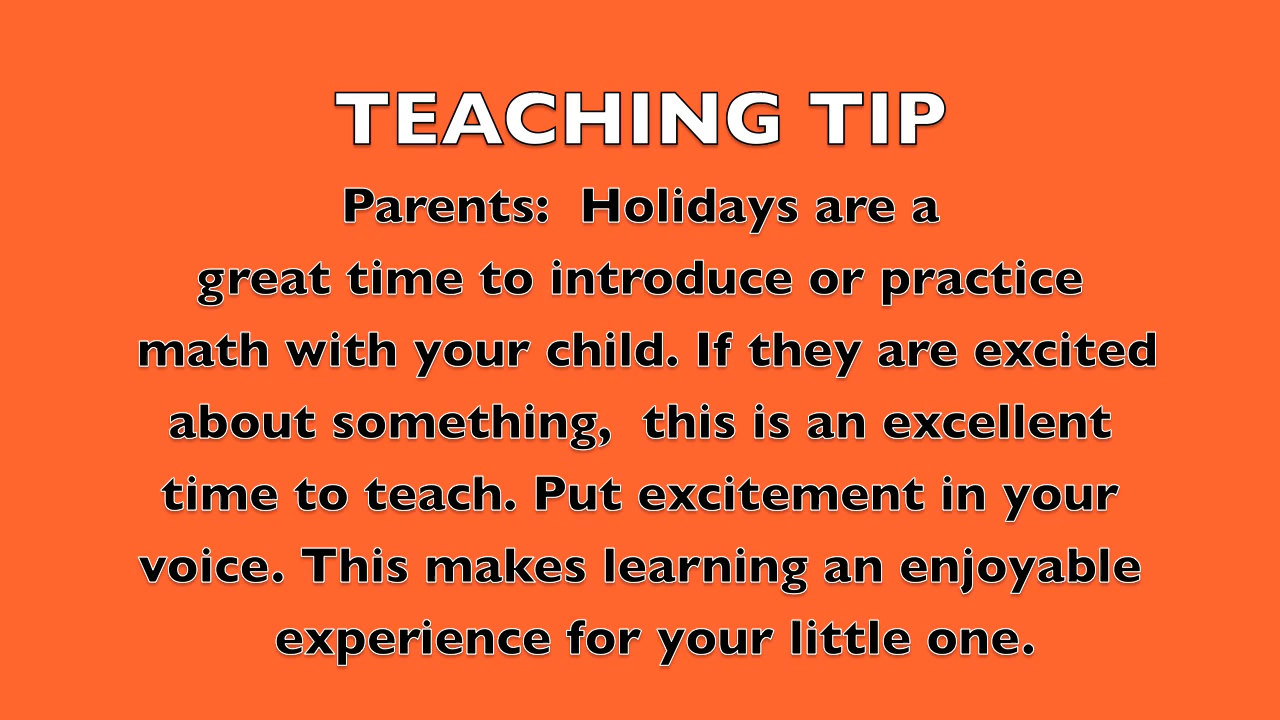 TEACHING TIP
Parents:  Holidays are a
great time to introduce or practice
math with your child. If they are excited
about something,  this is an excellent
time to teach. Put excitement in your
voice. This makes learning an enjoyable
experience for your little one.